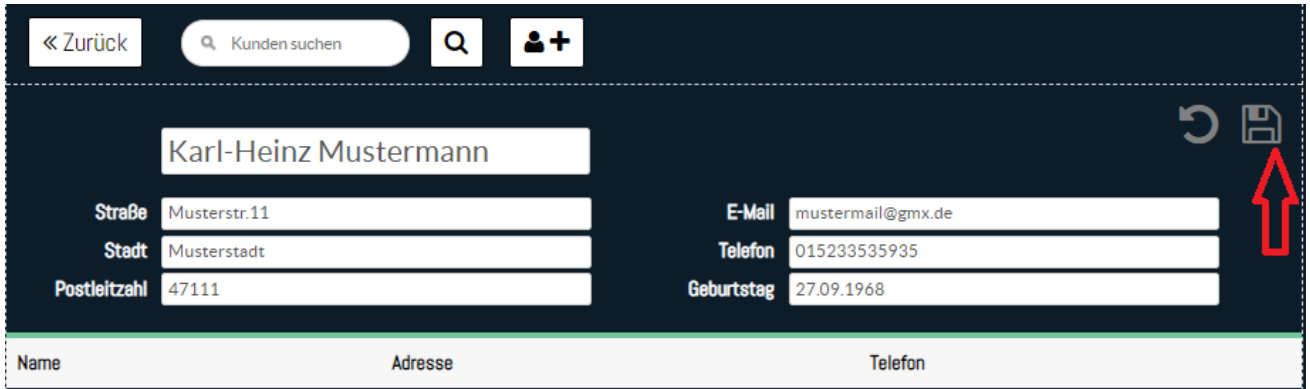 « Zurück Kunden suchen
Karl-Heinz Mustermann
Straße Musterstr.11 E-Mail mustermail@gmx.de
Stadt Musterstadt Telefon 015233535935
Postleitzahl 47111 Geburtstag 27.09.1968
Name Adresse Telefon